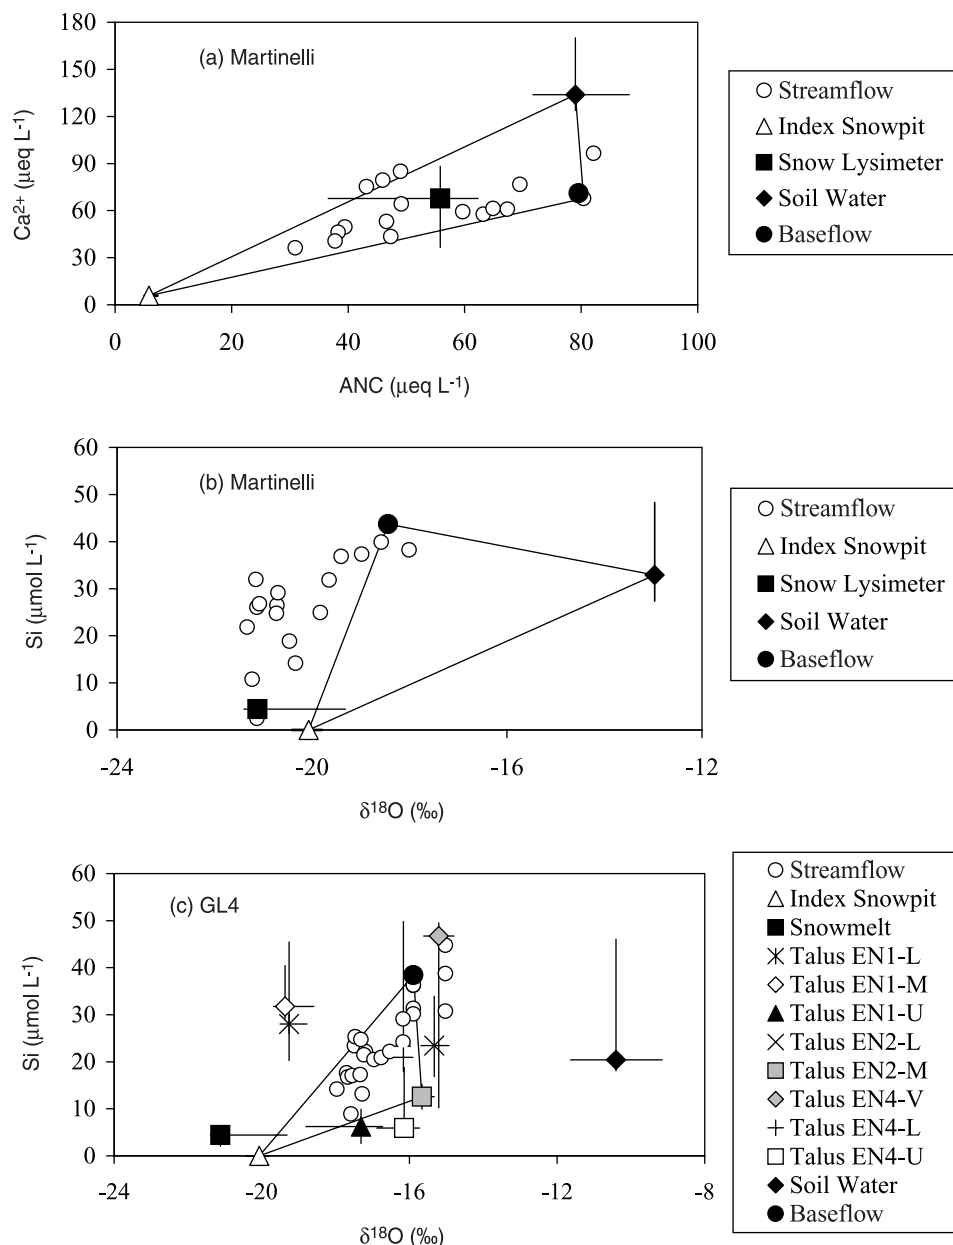 180
150
120
90
60
30
0
Ca²⁺ (μeq L⁻¹)
(a) Martinelli
0 20 40 60 80 100
ANC (μeq L⁻¹)
Streamflow
Index Snowpit
Snow Lysimeter
Soil Water
Baseflow
60
50
40
30
20
10
0
Si (μmol L⁻¹)
(b) Martinelli
-24 -20 -16 -12
δ¹⁸O (‰)
Streamflow
Index Snowpit
Snow Lysimeter
Soil Water
Baseflow
60
50
40
30
20
10
0
Si (μmol L⁻¹)
(c) GL4
-24 -20 -16 -12 -8
δ¹⁸O (‰)
Streamflow
Index Snowpit
Snowmelt
Talus EN1-L
Talus EN1-M
Talus EN1-U
Talus EN2-L
Talus EN2-M
Talus EN4-V
Talus EN4-L
Talus EN4-U
Soil Water
Baseflow